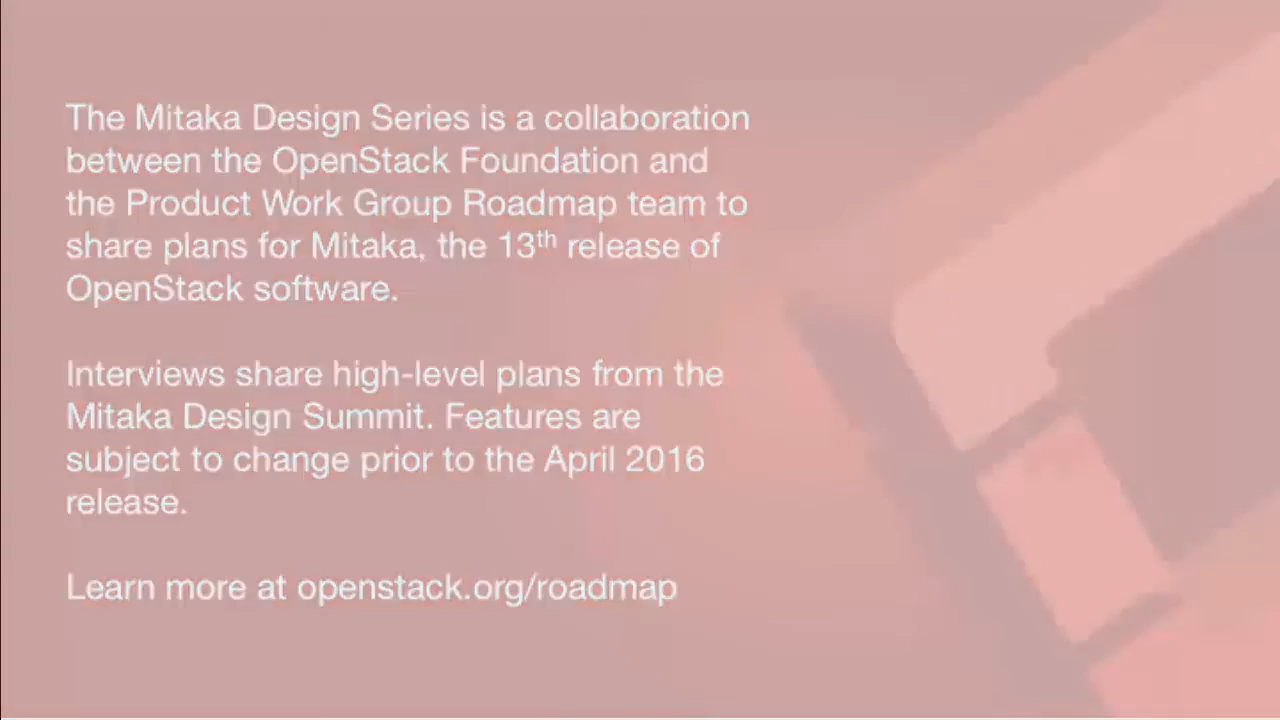 The Mitaka Design Series is a collaboration
between the OpenStack Foundation and
the Product Work Group Roadmap team to
share plans for Mitaka, the 13th release of
OpenStack software.
Interviews share high-level plans from the
Mitaka Design Summit. Features are
subject to change prior to the April 2016
release.
Learn more at openstack.org/roadmap